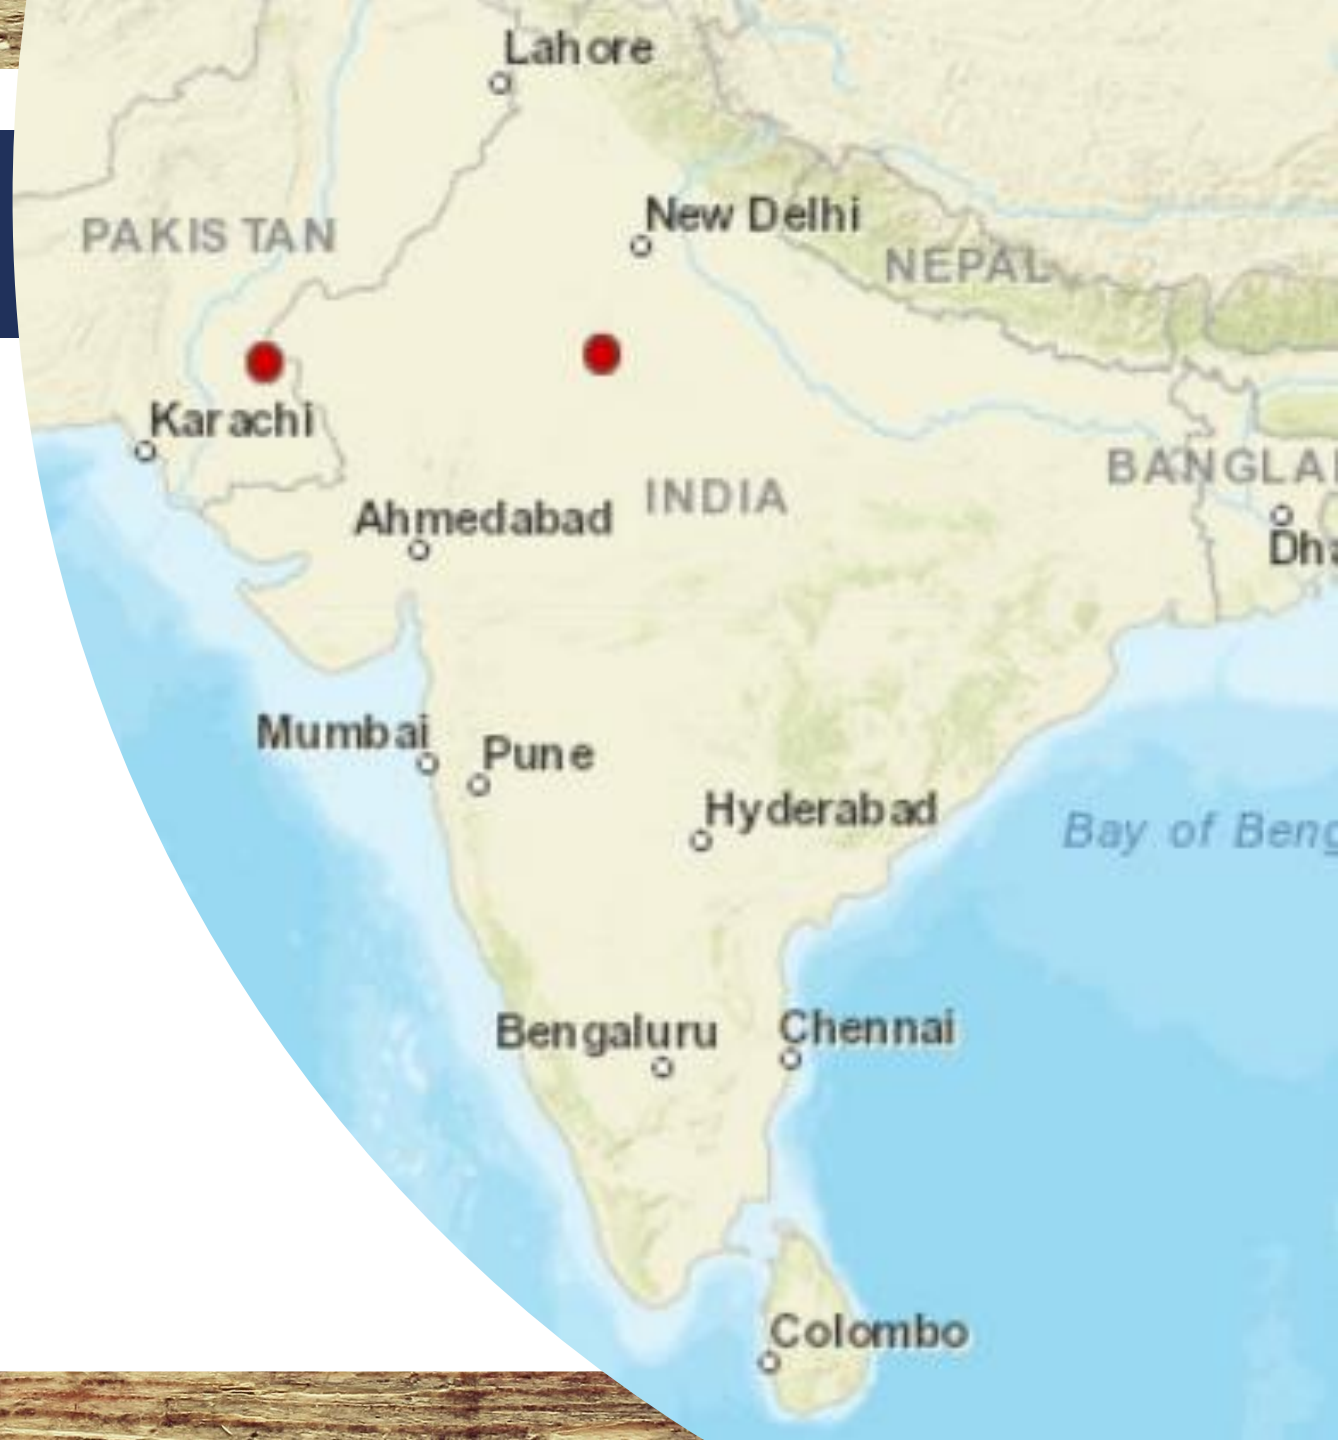 Lahore
New Delhi
PAKISTAN
NEPAL
Karachi
BANGLA
INDIA
Ahmedabad
Dha
Mumbai
Pune
Hyderabad
Bay of Beng
Bengaluru
Chennai
Colombo